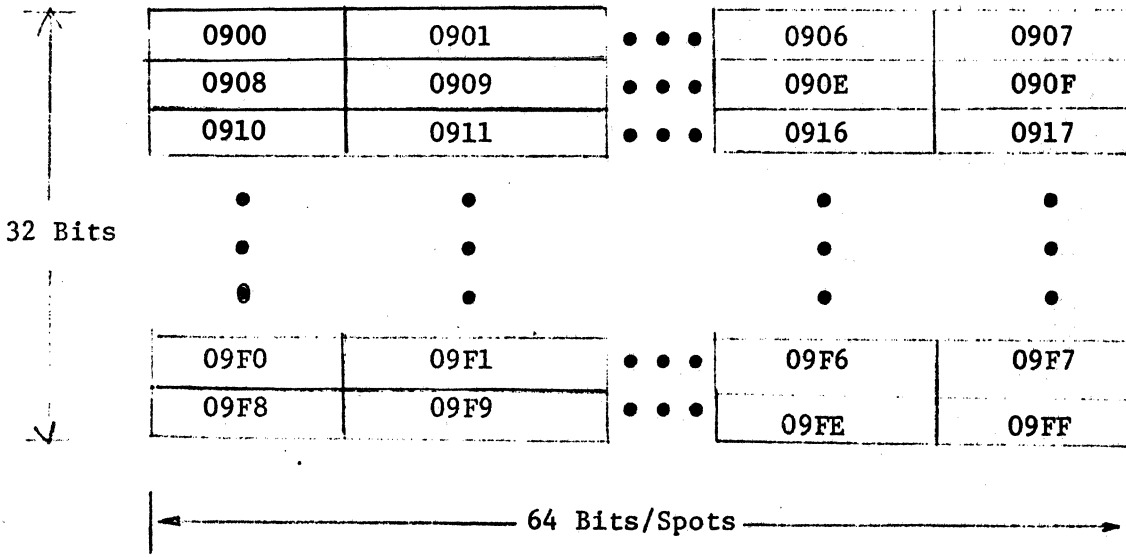 0900 0901 • • • 0906 0907
0908 0909 • • • 090E 090F
0910 0911 • • • 0916 0917
32 Bits
09F0 09F1 • • • 09F6 09F7
09F8 09F9 • • • 09FE 09FF
64 Bits/Spots